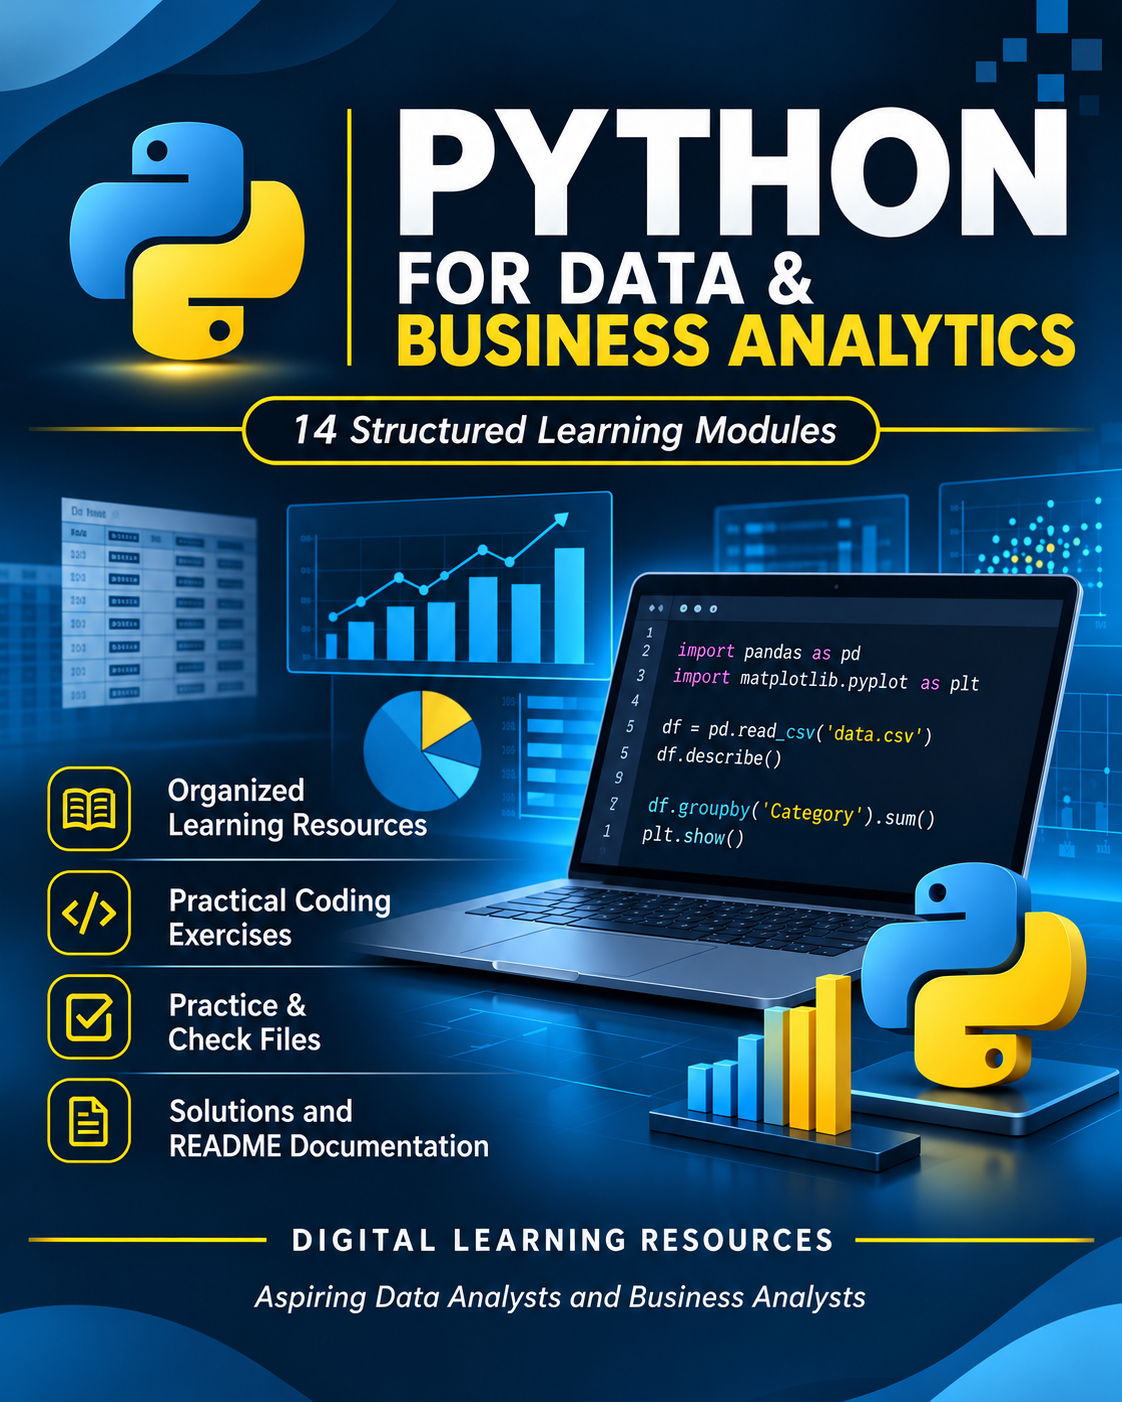 PYTHON
FOR DATA &
BUSINESS ANALYTICS
14 Structured Learning Modules
1
2 import pandas as pd
3 import matplotlib.pyplot as plt
4
5 df = pd.read_csv('data.csv')
5 df.describe()
9
df.groupby('Category').sum()
1 plt.show()
Organized
Learning Resources
Practical Coding
Exercises
Practice &
Check Files
Solutions and
README Documentation
DIGITAL LEARNING RESOURCES
Aspiring Data Analysts and Business Analysts